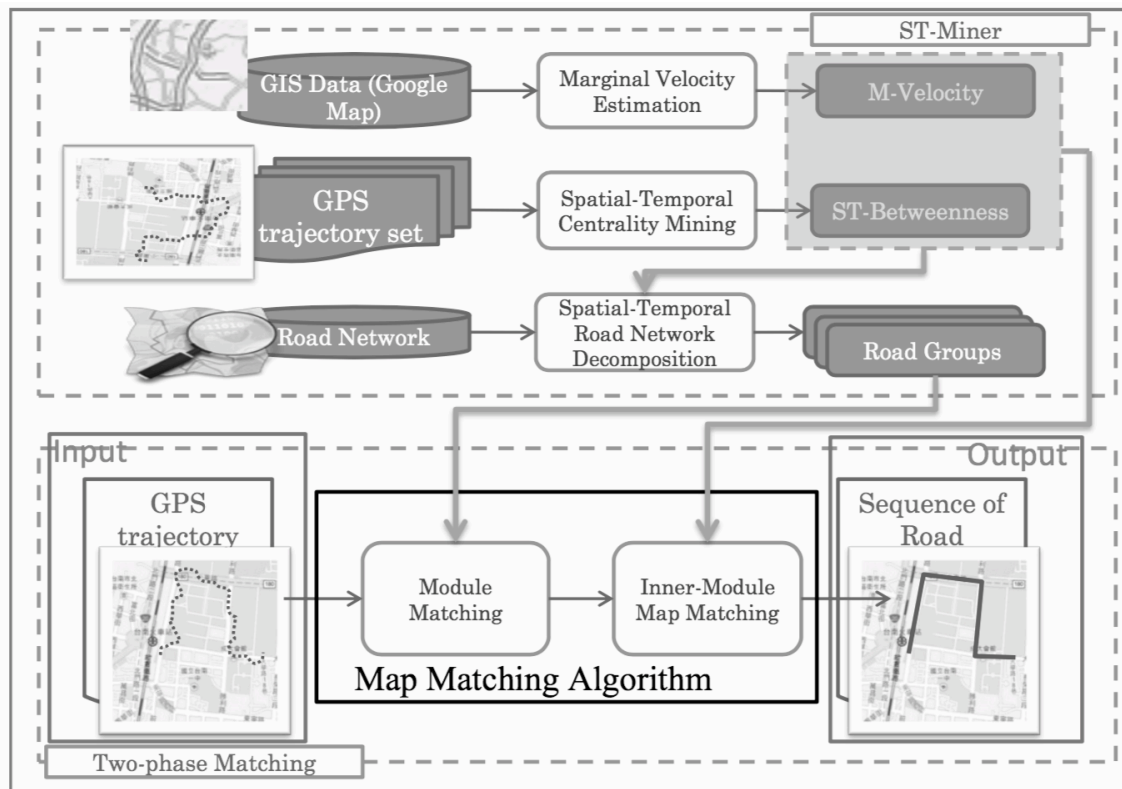 ST-Miner
GIS Data (Google
Map)
Marginal Velocity
Estimation
M-Velocity
GPS
trajectory set
Spatial-Temporal
Centrality Mining
ST-Betweenness
Road Network
Spatial-Temporal
Road Network
Decomposition
Road Groups
Input
Output
GPS
trajectory
Sequence of
Road
Module
Matching
Inner-Module
Map Matching
Map Matching Algorithm
Two-phase Matching